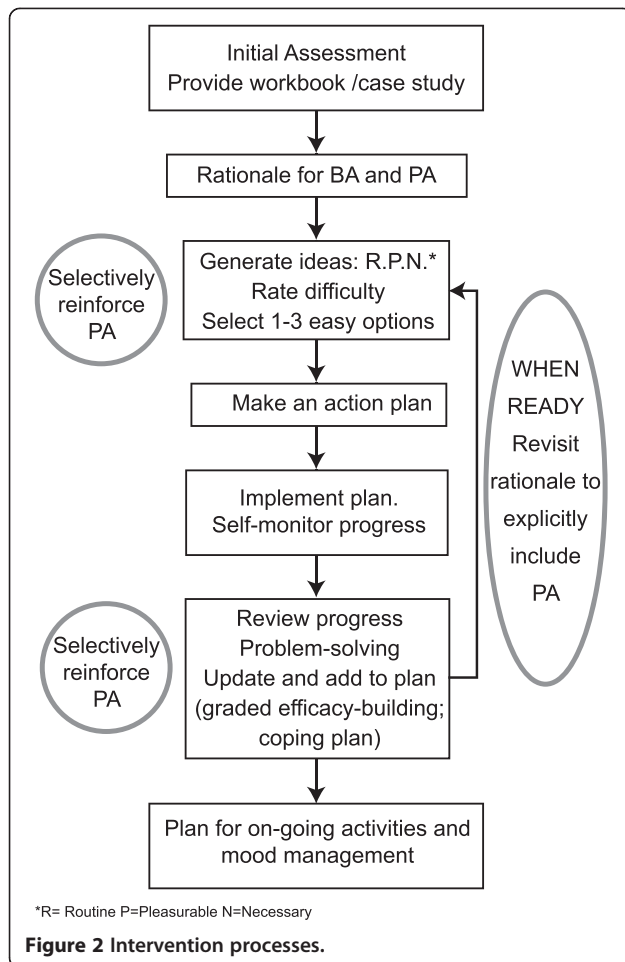 Initial Assessment
Provide workbook /case study
Rationale for BA and PA
Selectively
reinforce
PA
Generate ideas: R.P.N.*
Rate difficulty
Select 1-3 easy options
Make an action plan
WHEN
READY
Revisit
rationale to
explicitly
include
PA
Implement plan.
Self-monitor progress
Selectively
reinforce
PA
Review progress
Problem-solving
Update and add to plan
(graded efficacy-building;
coping plan)
Plan for on-going activities and
mood management
*R= Routine P=Pleasurable N=Necessary
Figure 2 Intervention processes.